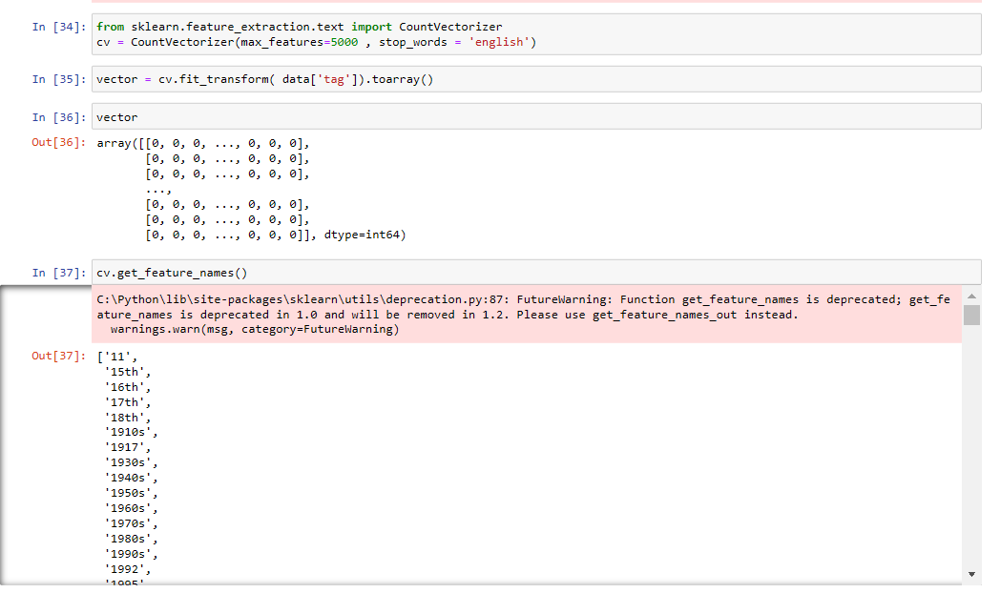 In [34]: from sklearn.feature_extraction.text import CountVectorizer
cv = CountVectorizer(max_features=5000 , stop_words = 'english')
In [35]: vector = cv.fit_transform( data['tag']).toarray()
In [36]: vector
Out[36]: array([[0, 0, 0, ..., 0, 0, 0],
[0, 0, 0, ..., 0, 0, 0],
[0, 0, 0, ..., 0, 0, 0],
...,
[0, 0, 0, ..., 0, 0, 0],
[0, 0, 0, ..., 0, 0, 0],
[0, 0, 0, ..., 0, 0, 0]], dtype=int64)
In [37]: cv.get_feature_names()
C:\Python\lib\site-packages\sklearn\utils\deprecation.py:87: FutureWarning: Function get_feature_names is deprecated; get_fe
ature_names is deprecated in 1.0 and will be removed in 1.2. Please use get_feature_names_out instead.
warnings.warn(msg, category=FutureWarning)
Out[37]: ['11',
'15th',
'16th',
'17th',
'18th',
'1910s',
'1917',
'1930s',
'1940s',
'1950s',
'1960s',
'1970s',
'1980s',
'1990s',
'1992',
'1995'